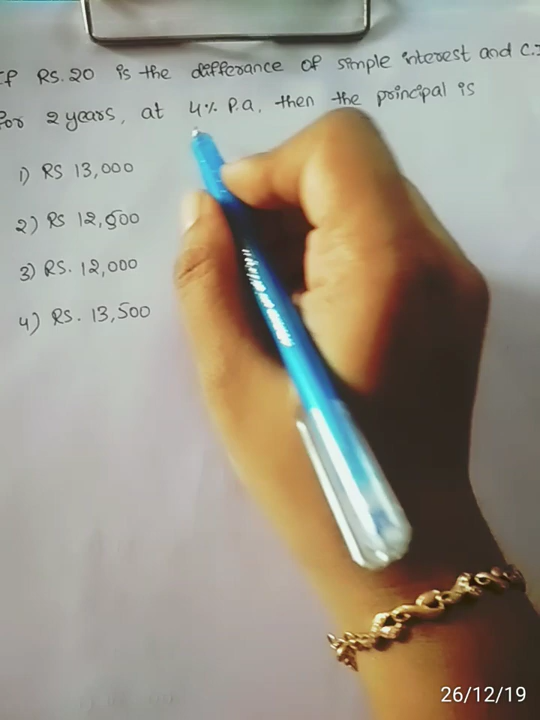 If RS.20 is the differance of simple interest and C.I
for 2 years, at 4% P.a, then the principal is
1) RS 13,000
2) RS 12,500
3) RS. 12,000
4) RS. 13,500
26/12/19